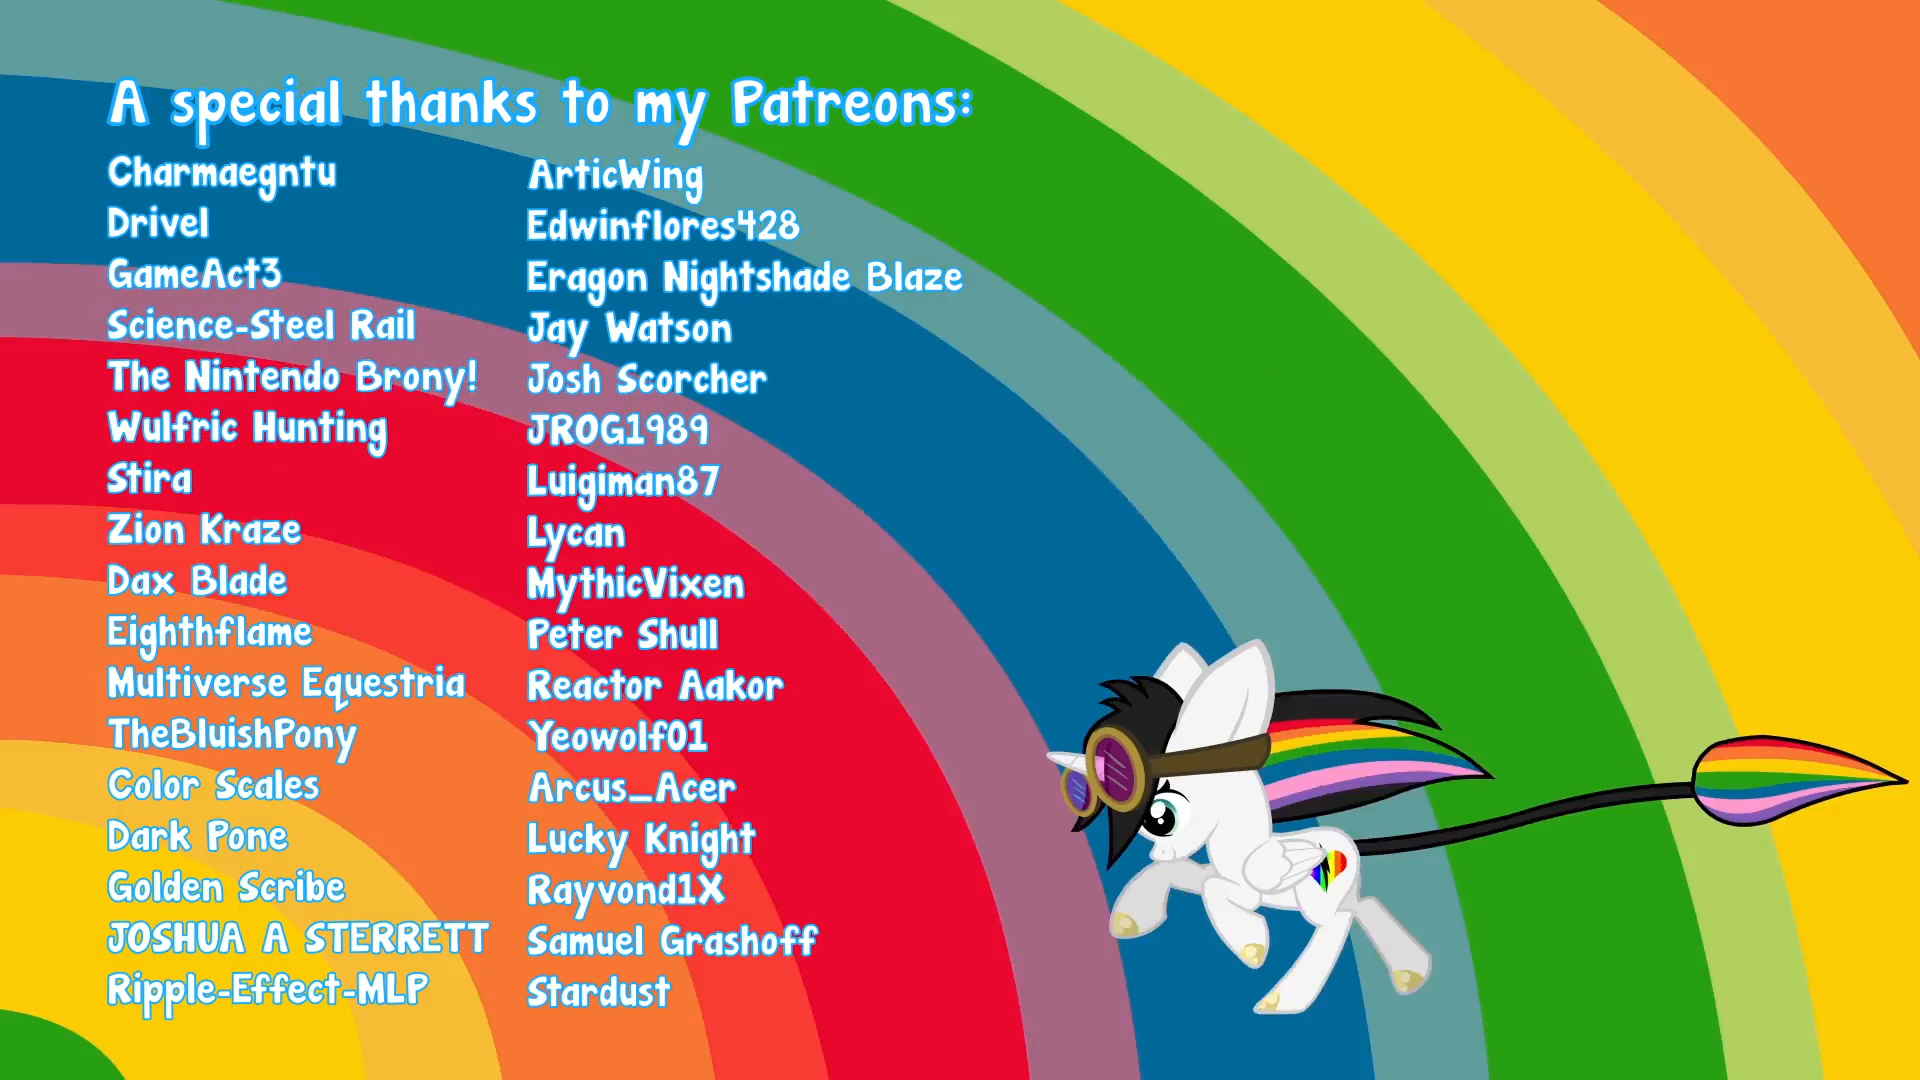 A special thanks to my Patreons:
Charmaegntu
Drivel
GameAct3
Science-Steel Rail
The Nintendo Brony!
Wulfric Hunting
Stira
Zion Kraze
Dax Blade
Eighthflame
Multiverse Equestria
TheBluishPony
Color Scales
Dark Pone
Golden Scribe
JOSHUA A STERRETT
Ripple-Effect-MLP
ArticWing
Edwinflores428
Eragon Nightshade Blaze
Jay Watson
Josh Scorcher
JROG1989
Luigiman87
Lycan
MythicVixen
Peter Shull
Reactor Aakor
Yeowolf01
Arcus_Acer
Lucky Knight
Rayvond1X
Samuel Grashoff
Stardust